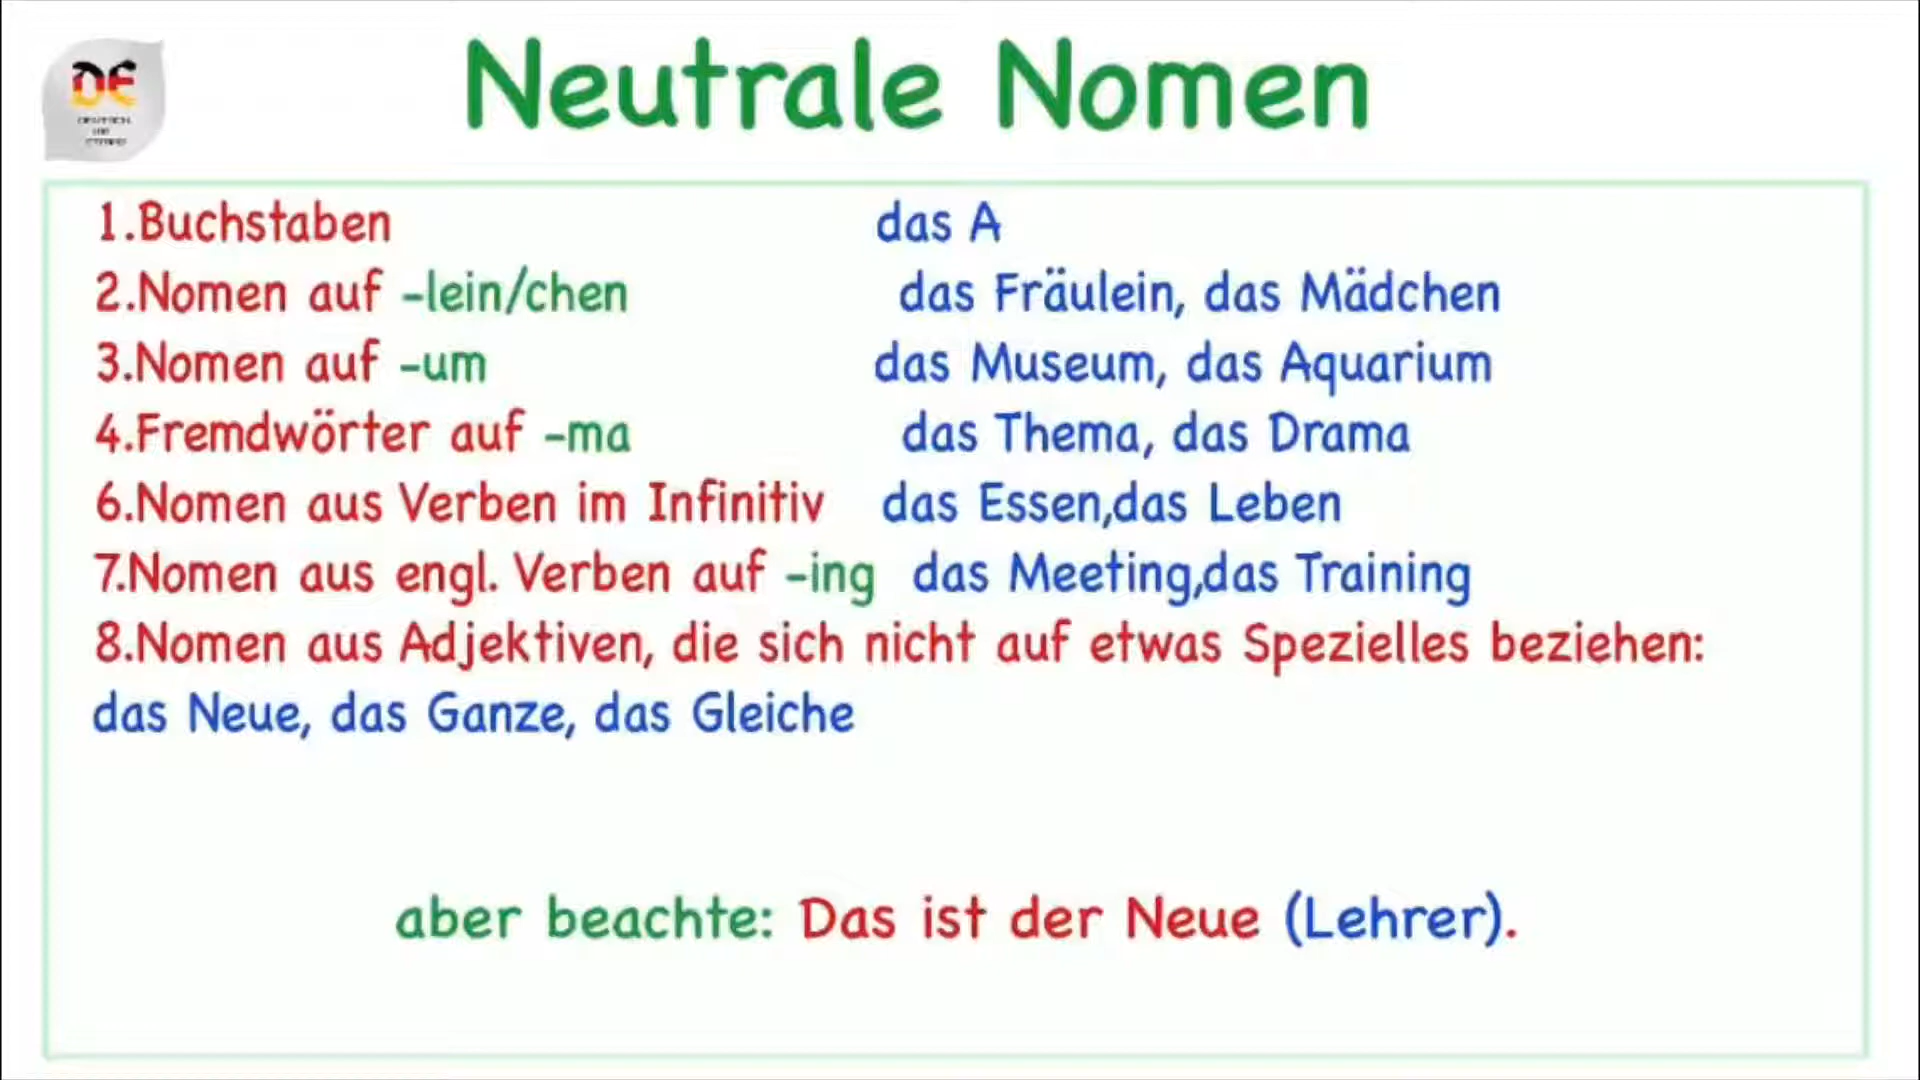 DE
Neutrale Nomen
1.Buchstaben das A
2.Nomen auf -lein/chen das Fräulein, das Mädchen
3.Nomen auf -um das Museum, das Aquarium
4.Fremdwörter auf -ma das Thema, das Drama
6.Nomen aus Verben im Infinitiv das Essen,das Leben
7.Nomen aus engl. Verben auf -ing das Meeting,das Training
8.Nomen aus Adjektiven, die sich nicht auf etwas Spezielles beziehen:
das Neue, das Ganze, das Gleiche
aber beachte: Das ist der Neue (Lehrer).